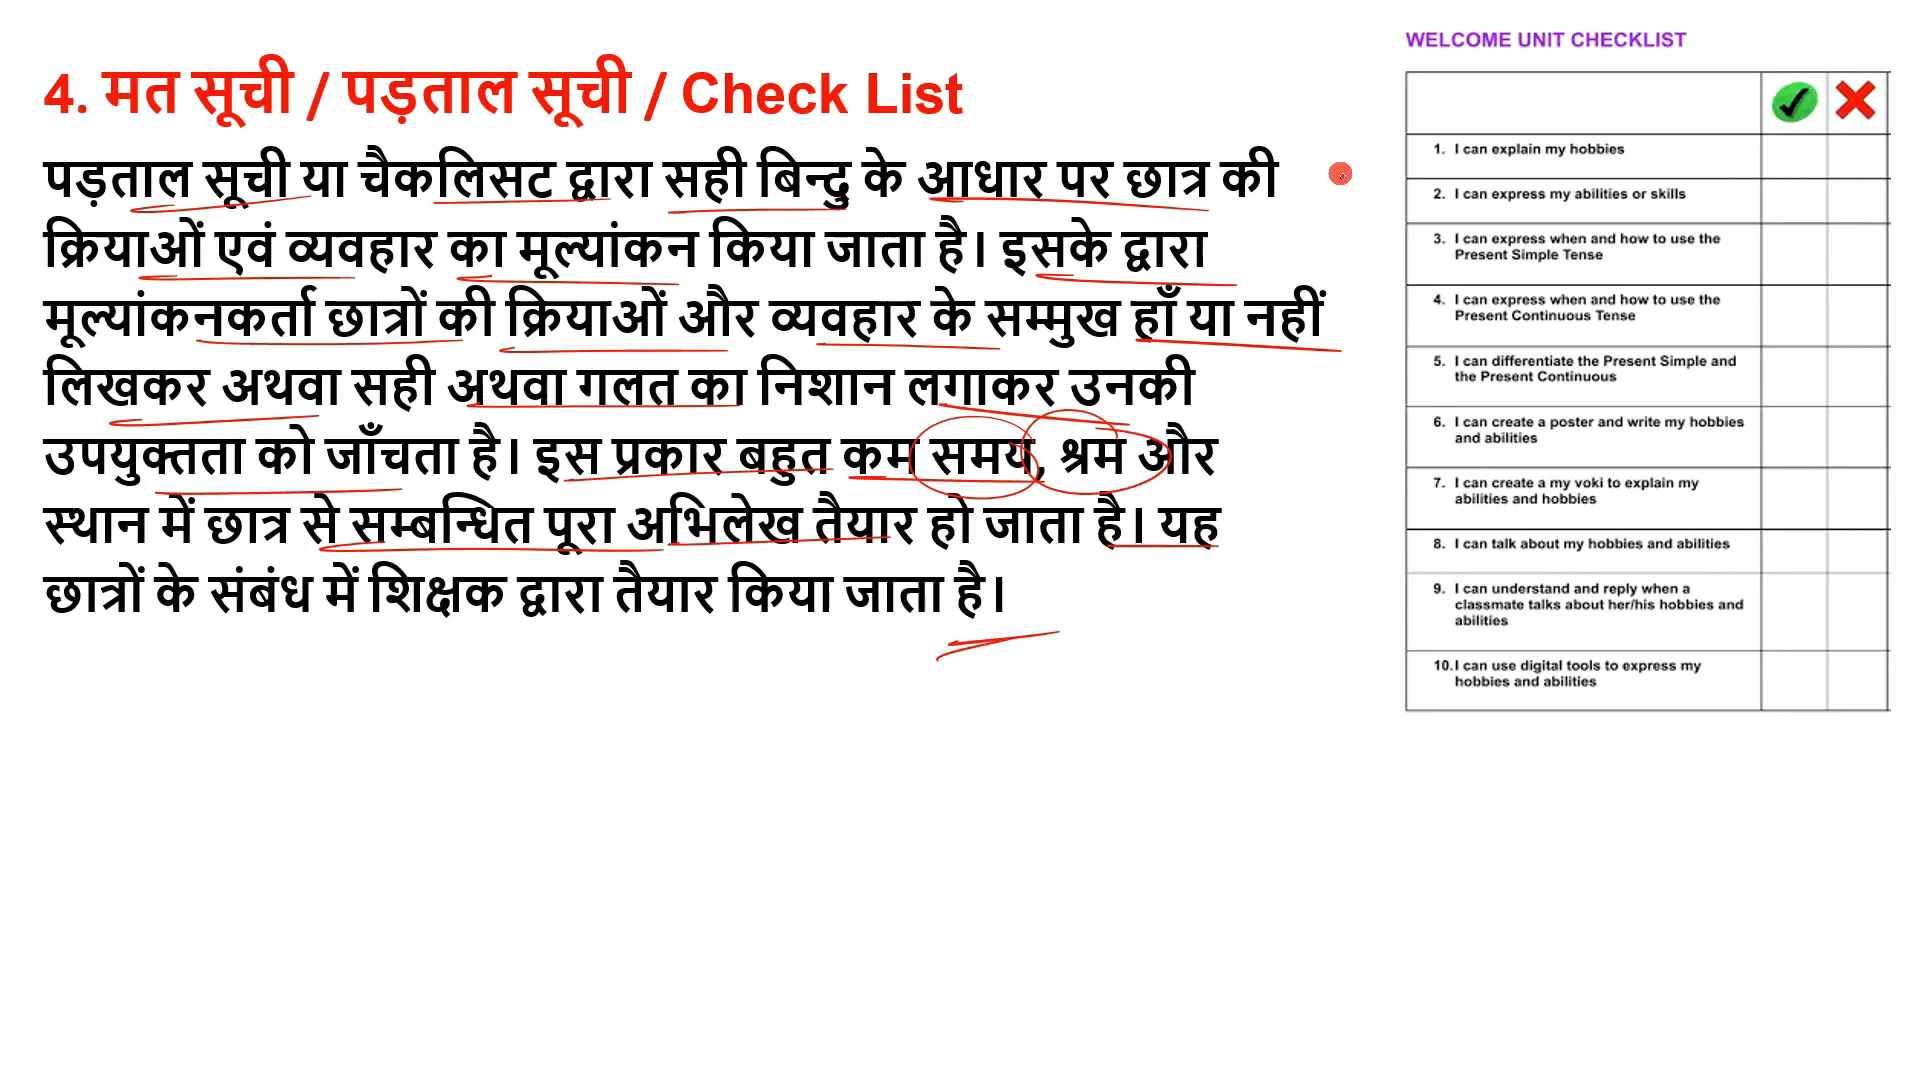 4. मत सूची / पड़ताल सूची / Check List
पड़ताल सूची या चैकलिसट द्वारा सही बिन्दु के आधार पर छात्र की
क्रियाओं एवं व्यवहार का मूल्यांकन किया जाता है। इसके द्वारा
मूल्यांकनकर्ता छात्रों की क्रियाओं और व्यवहार के सम्मुख हाँ या नहीं
लिखकर अथवा सही अथवा गलत का निशान लगाकर उनकी
उपयुक्तता को जाँचता है। इस प्रकार बहुत कम समय, श्रम और
स्थान में छात्र से सम्बन्धित पूरा अभिलेख तैयार हो जाता है। यह
छात्रों के संबंध में शिक्षक द्वारा तैयार किया जाता है।
WELCOME UNIT CHECKLIST
1. I can explain my hobbies
2. I can express my abilities or skills
3. I can express when and how to use the
Present Simple Tense
4. I can express when and how to use the
Present Continuous Tense
5. I can differentiate the Present Simple and
the Present Continuous
6. I can create a poster and write my hobbies
and abilities
7. I can create a my voki to explain my
abilities and hobbies
8. I can talk about my hobbies and abilities
9. I can understand and reply when a
classmate talks about her/his hobbies and
abilities
10. I can use digital tools to express my
hobbies and abilities